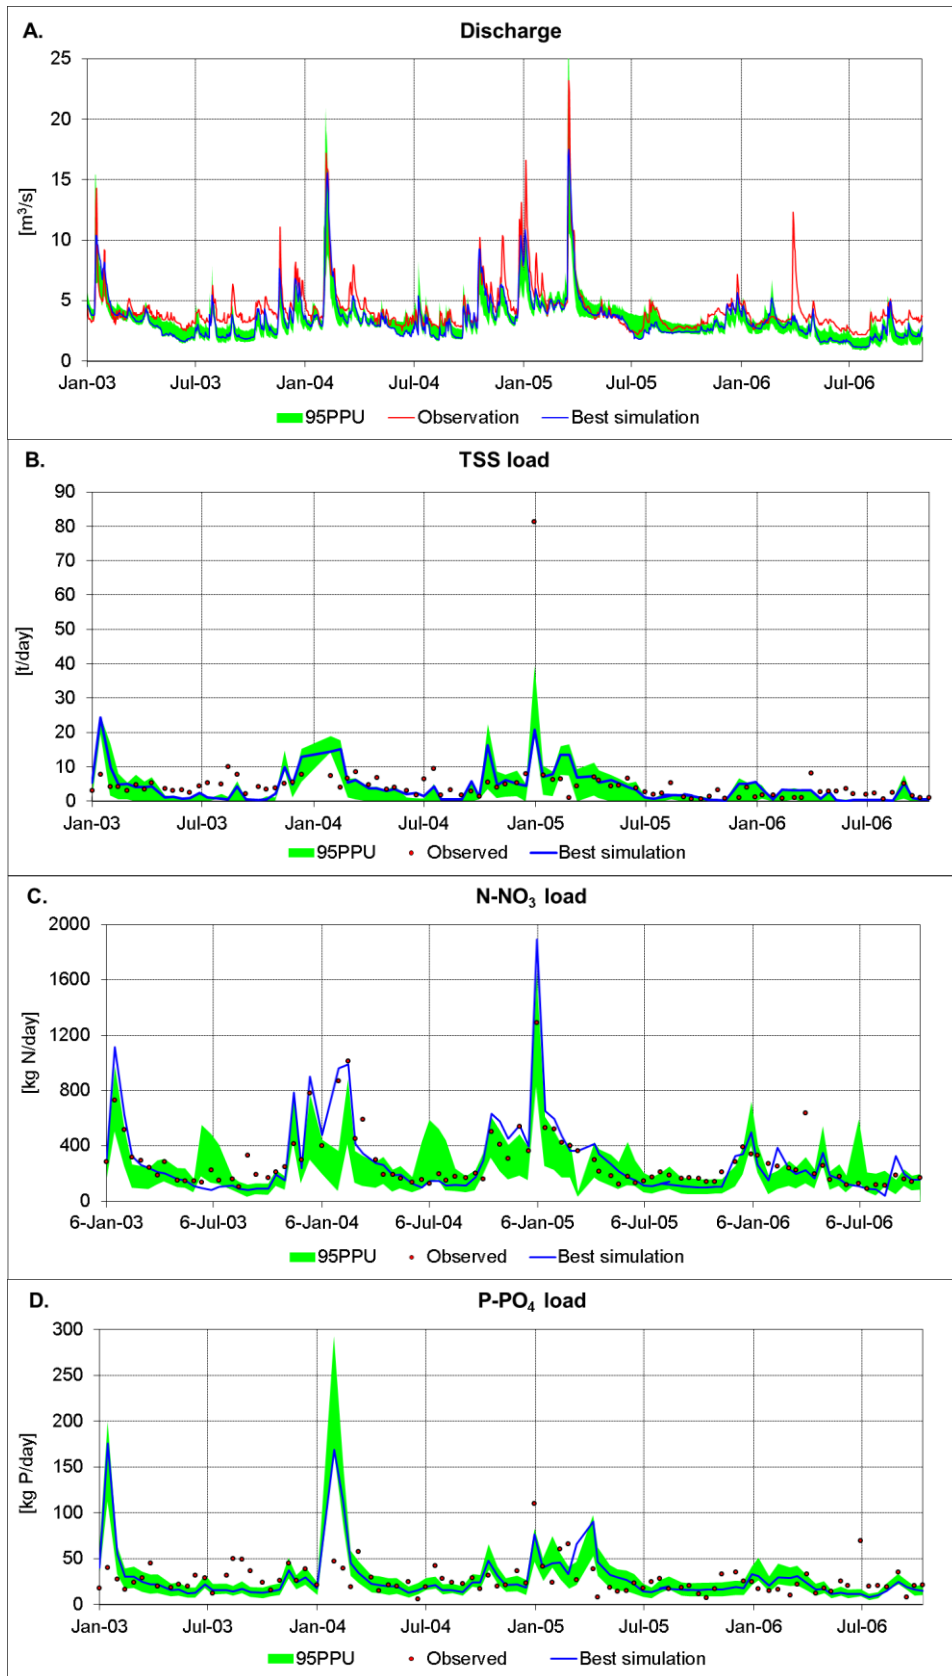 A.
Discharge
[m³/s]
25
20
15
10
5
0
Jan-03 Jul-03 Jan-04 Jul-04 Jan-05 Jul-05 Jan-06 Jul-06
95PPU Observation Best simulation
B.
TSS load
[t/day]
90
80
70
60
50
40
30
20
10
0
Jan-03 Jul-03 Jan-04 Jul-04 Jan-05 Jul-05 Jan-06 Jul-06
95PPU Observed Best simulation
C.
N-NO₃ load
[kg N/day]
2000
1600
1200
800
400
0
6-Jan-03 6-Jul-03 6-Jan-04 6-Jul-04 6-Jan-05 6-Jul-05 6-Jan-06 6-Jul-06
95PPU Observed Best simulation
D.
P-PO₄ load
[kg P/day]
300
250
200
150
100
50
0
Jan-03 Jul-03 Jan-04 Jul-04 Jan-05 Jul-05 Jan-06 Jul-06
95PPU Observed Best simulation